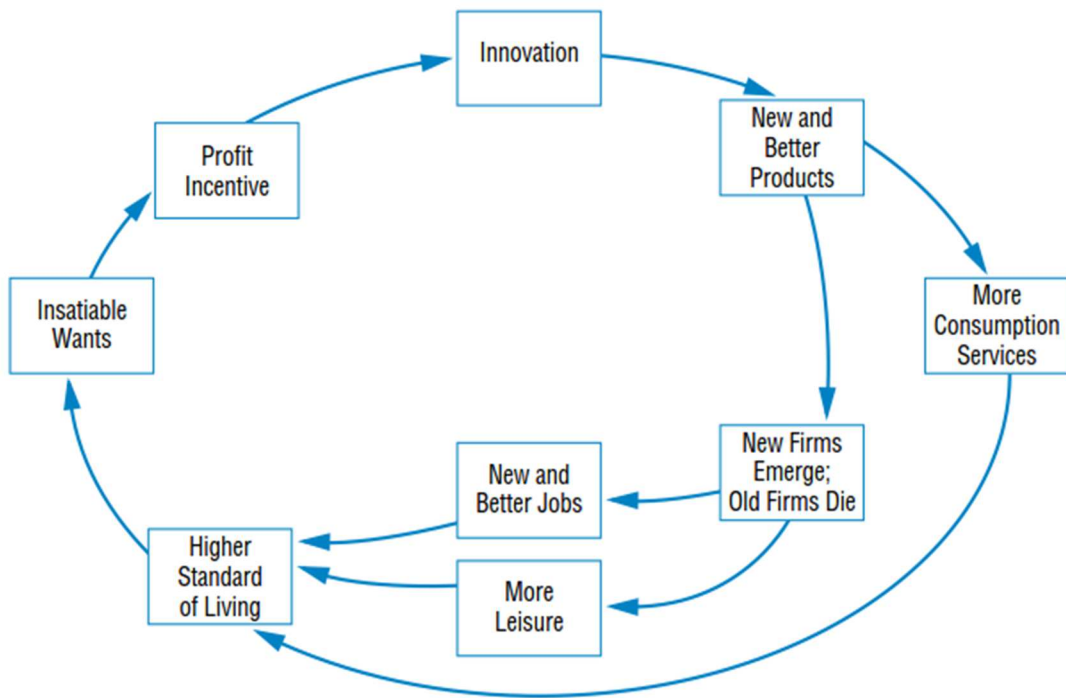 Innovation
New and
Better
Products
Profit
Incentive
Insatiable
Wants
More
Consumption
Services
New Firms
Emerge;
Old Firms Die
New and
Better Jobs
Higher
Standard
of Living
More
Leisure